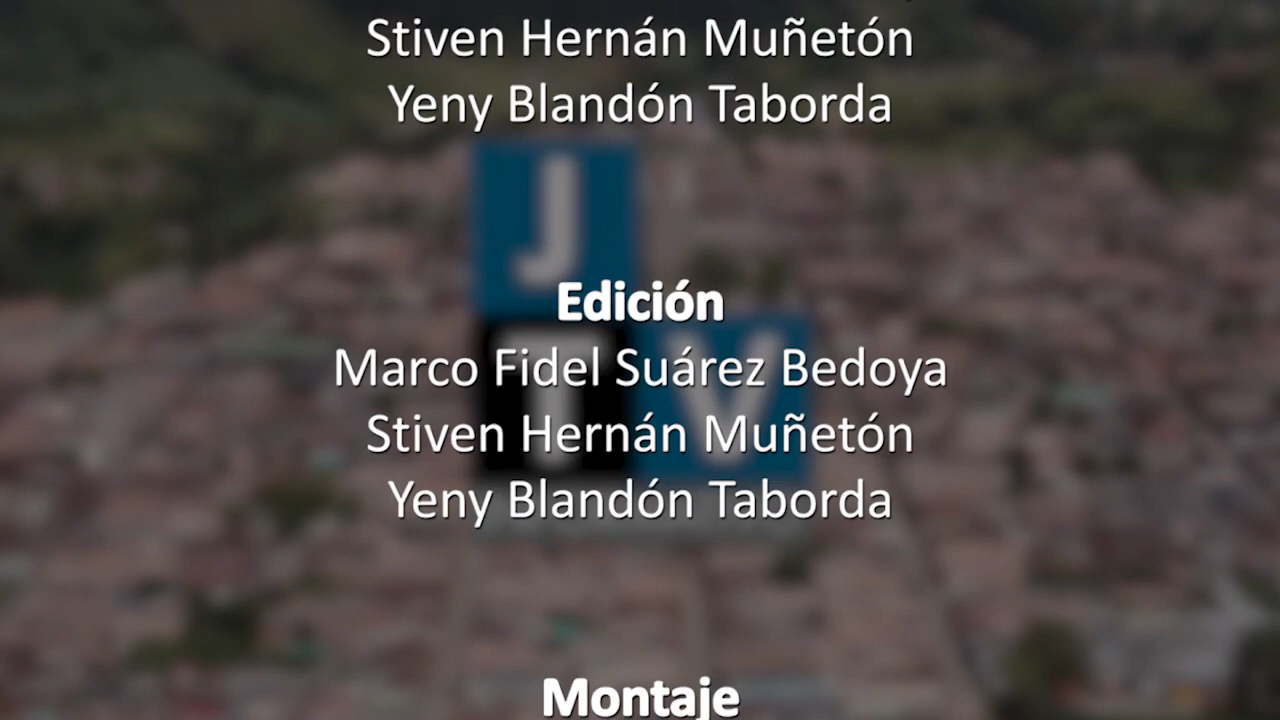 Stiven Hernán Muñetón
Yeny Blandón Taborda
J
Edición
T V
Marco Fidel Suárez Bedoya
Stiven Hernán Muñetón
Yeny Blandón Taborda
Montaje